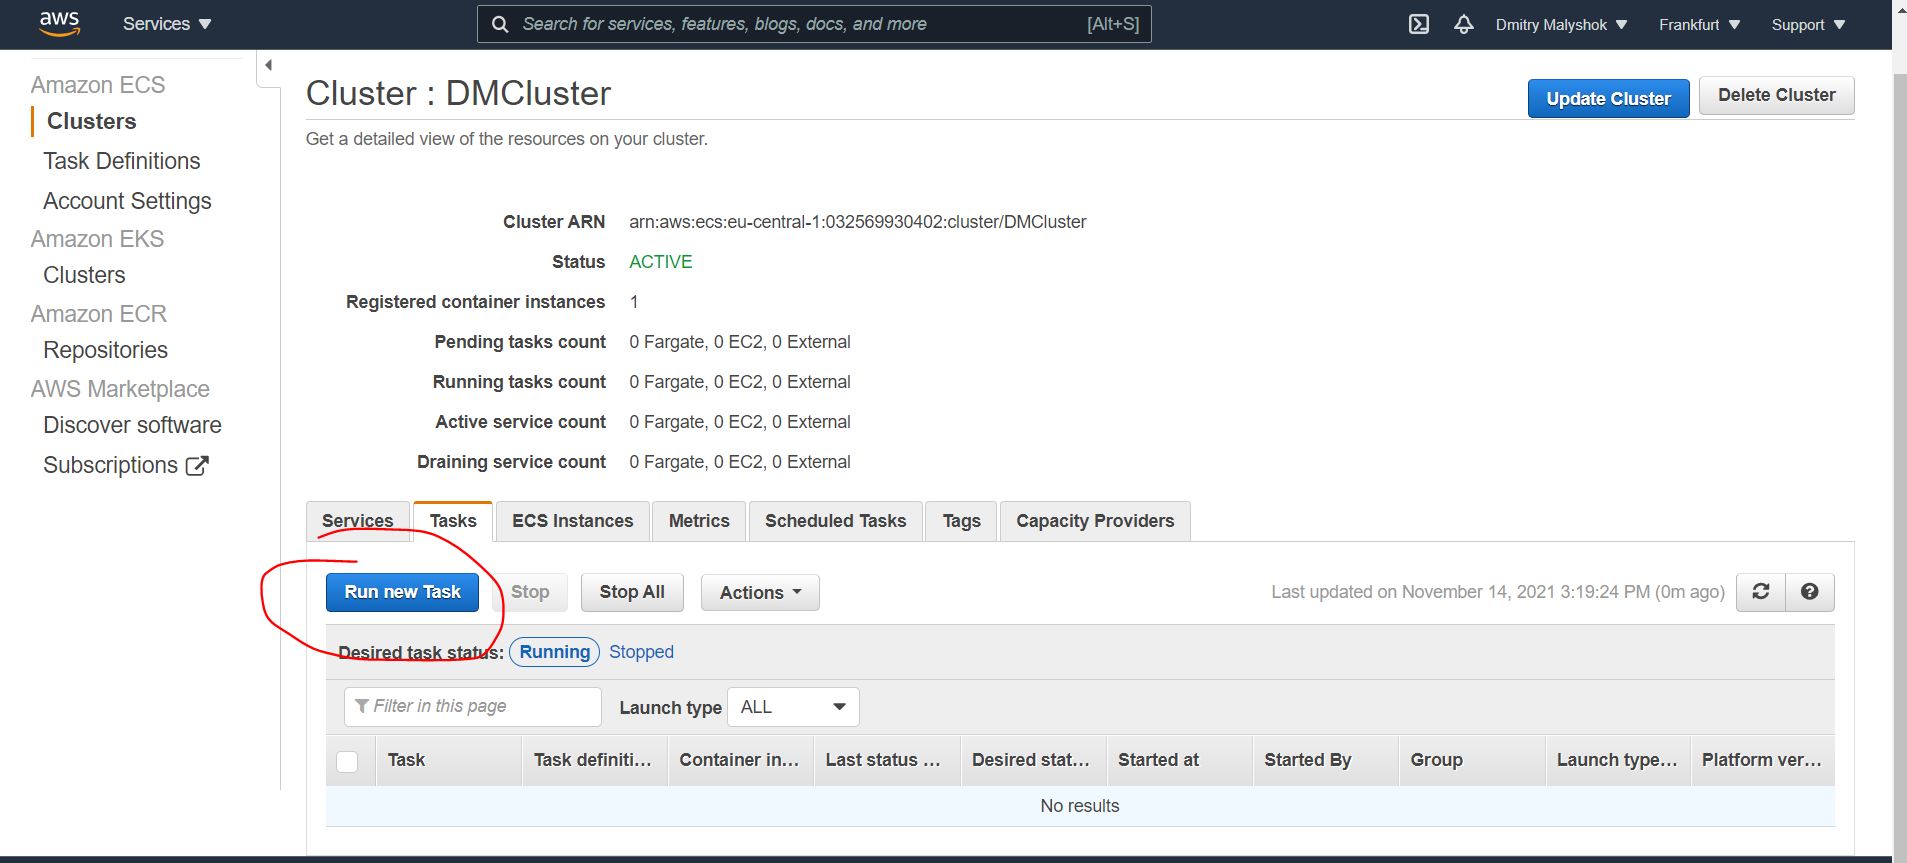 aws Services Search for services, features, blogs, docs, and more [Alt+S] Dmitry Malyshok Frankfurt Support
Amazon ECS
Clusters
Task Definitions
Account Settings
Amazon EKS
Clusters
Amazon ECR
Repositories
AWS Marketplace
Discover software
Subscriptions
Cluster : DMCluster
Update Cluster Delete Cluster
Get a detailed view of the resources on your cluster.
Cluster ARN arn:aws:ecs:eu-central-1:032569930402:cluster/DMCluster
Status ACTIVE
Registered container instances 1
Pending tasks count 0 Fargate, 0 EC2, 0 External
Running tasks count 0 Fargate, 0 EC2, 0 External
Active service count 0 Fargate, 0 EC2, 0 External
Draining service count 0 Fargate, 0 EC2, 0 External
Services Tasks ECS Instances Metrics Scheduled Tasks Tags Capacity Providers
Run new Task Stop Stop All Actions Last updated on November 14, 2021 3:19:24 PM (0m ago)
Desired task status: Running Stopped
Filter in this page Launch type ALL
Task Task definiti... Container in... Last status ... Desired stat... Started at Started By Group Launch type... Platform ver...
No results